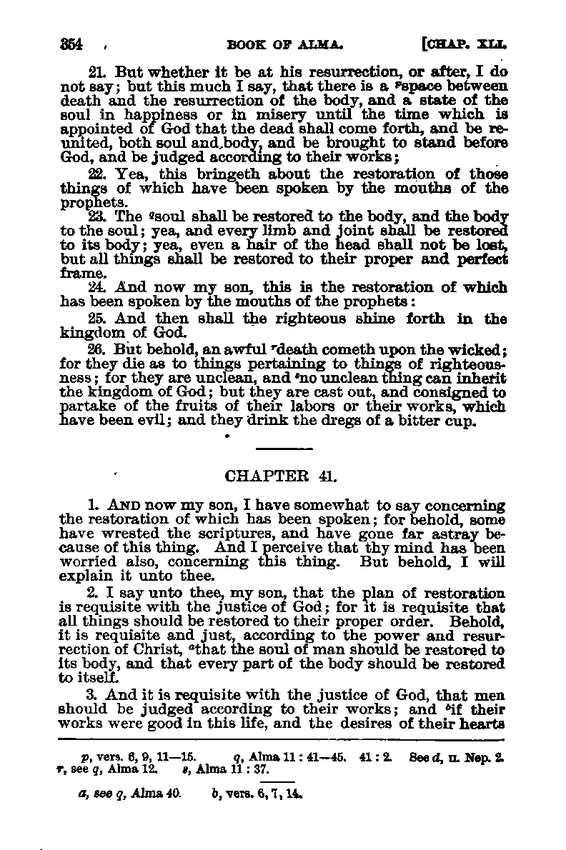 354 BOOK OF ALMA. [CHAP. XLI.
21. But whether it be at his resurrection, or after, I do
not say; but this much I say, that there is a ᵖspace between
death and the resurrection of the body, and a state of the
soul in happiness or in misery until the time which is
appointed of God that the dead shall come forth, and be re-
united, both soul and body, and be brought to stand before
God, and be judged according to their works;
22. Yea, this bringeth about the restoration of those
things of which have been spoken by the mouths of the
prophets.
23. The ᑫsoul shall be restored to the body, and the body
to the soul; yea, and every limb and joint shall be restored
to its body; yea, even a hair of the head shall not be lost,
but all things shall be restored to their proper and perfect
frame.
24. And now my son, this is the restoration of which
has been spoken by the mouths of the prophets:
25. And then shall the righteous shine forth in the
kingdom of God.
26. But behold, an awful ʳdeath cometh upon the wicked;
for they die as to things pertaining to things of righteous-
ness; for they are unclean, and ˢno unclean thing can inherit
the kingdom of God; but they are cast out, and consigned to
partake of the fruits of their labors or their works, which
have been evil; and they drink the dregs of a bitter cup.
CHAPTER 41.
1. AND now my son, I have somewhat to say concerning
the restoration of which has been spoken; for behold, some
have wrested the scriptures, and have gone far astray be-
cause of this thing. And I perceive that thy mind has been
worried also, concerning this thing. But behold, I will
explain it unto thee.
2. I say unto thee, my son, that the plan of restoration
is requisite with the justice of God; for it is requisite that
all things should be restored to their proper order. Behold,
it is requisite and just, according to the power and resur-
rection of Christ, ᵃthat the soul of man should be restored to
its body, and that every part of the body should be restored
to itself.
3. And it is requisite with the justice of God, that men
should be judged according to their works; and ᵇif their
works were good in this life, and the desires of their hearts
p, vers. 6, 9, 11—15. q, Alma 11 : 41—45. 41 : 2. See d, II. Nep. 2.
r, see q, Alma 12. s, Alma 11 : 37.
a, see q, Alma 40. b, vers. 6, 7, 14.